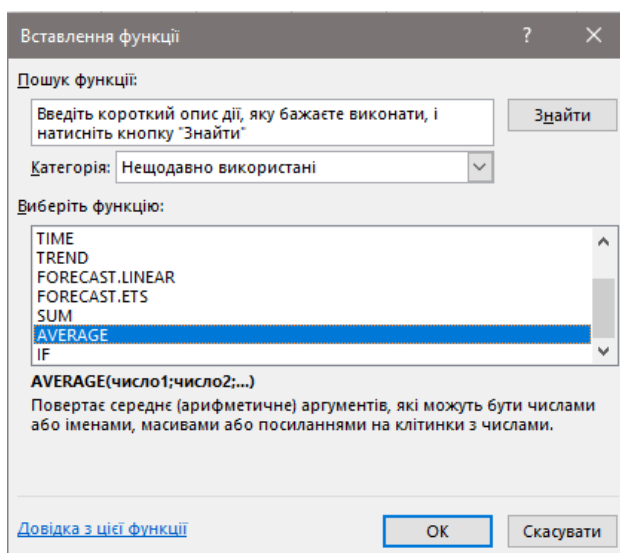 Вставлення функції ? ×
Пошук функції:
Введіть короткий опис дії, яку бажаєте виконати, і
натисніть кнопку "Знайти"
Знайти
Категорія: Нещодавно використані
Виберіть функцію:
TIME
TREND
FORECAST.LINEAR
FORECAST.ETS
SUM
AVERAGE
IF
AVERAGE(число1;число2;...)
Повертає середнє (арифметичне) аргументів, які можуть бути числами
або іменами, масивами або посиланнями на клітинки з числами.
Довідка з цієї функції
ОК
Скасувати